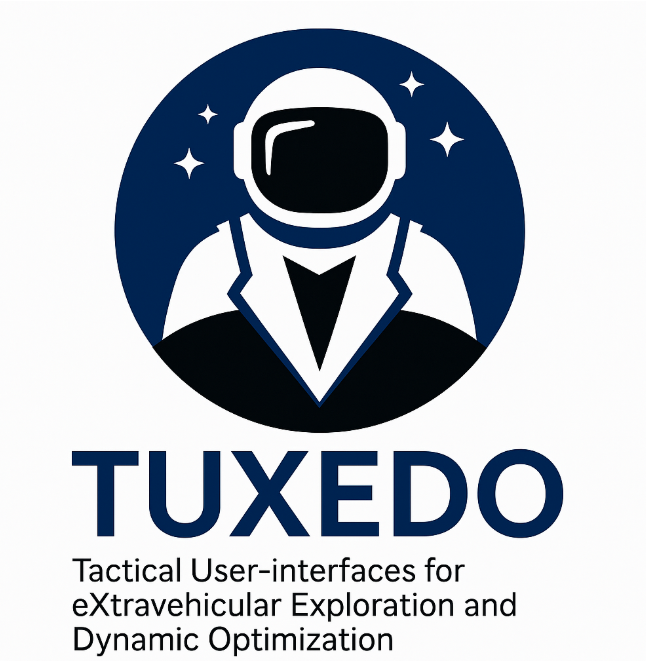 TUXEDO
Tactical User-interfaces for
eXtravehicular Exploration and
Dynamic Optimization